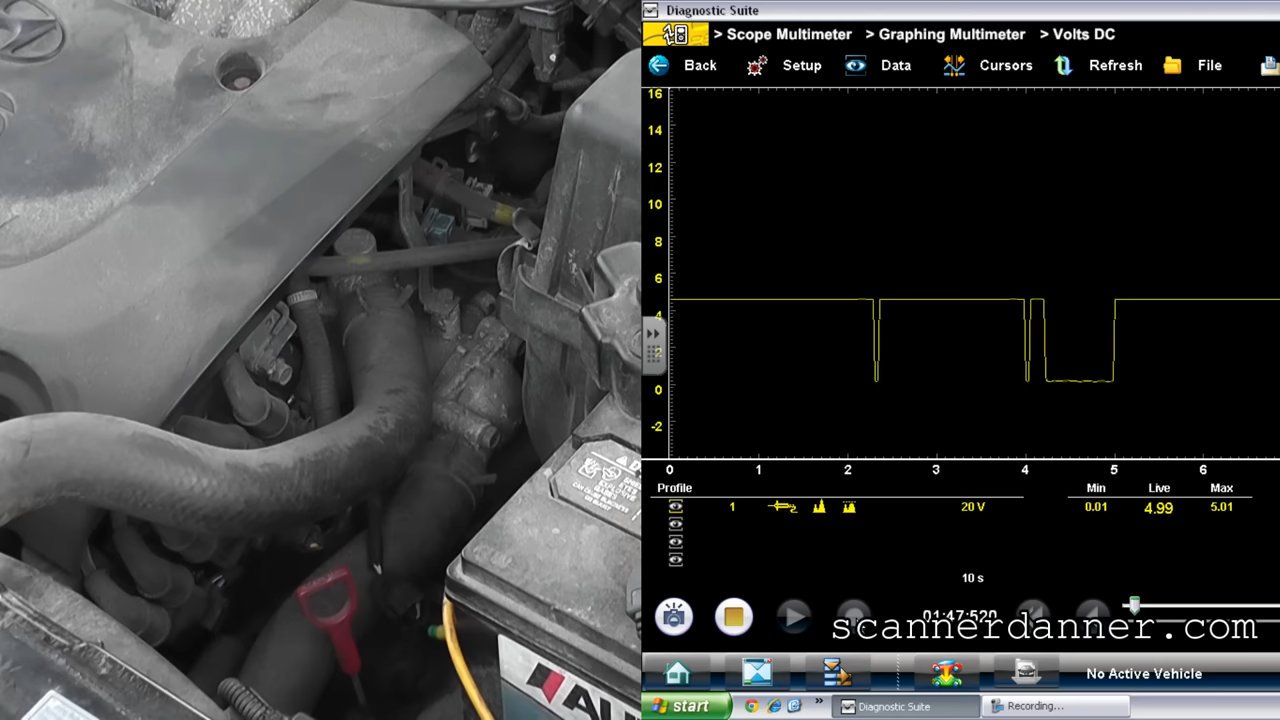 Diagnostic Suite
> Scope Multimeter > Graphing Multimeter > Volts DC
Back Setup Data Cursors Refresh File
16
14
12
10
8
6
4
2
0
-2
0 1 2 3 4 5 6
Profile Min Live Max
1 20 V 0.01 4.99 5.01
10 s
01:47:520
scannerdanner.com
No Active Vehicle
start Diagnostic Suite Recording...